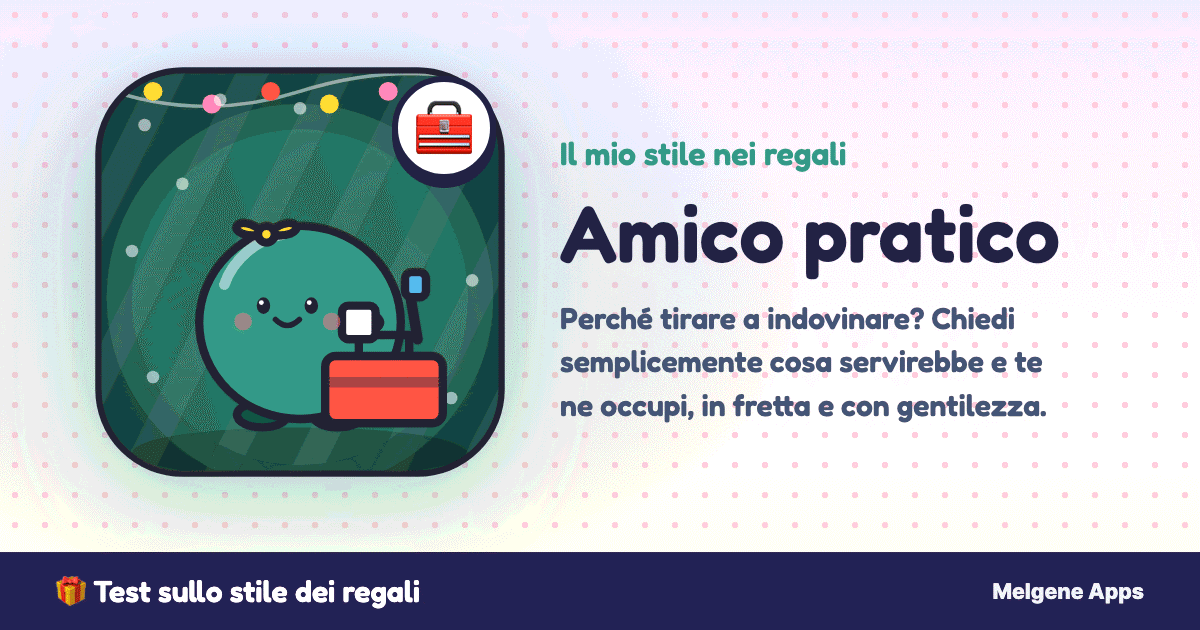 Il mio stile nei regali
Amico pratico
Perché tirare a indovinare? Chiedi
semplicemente cosa servirebbe e te
ne occupi, in fretta e con gentilezza.
Test sullo stile dei regali
Melgene Apps